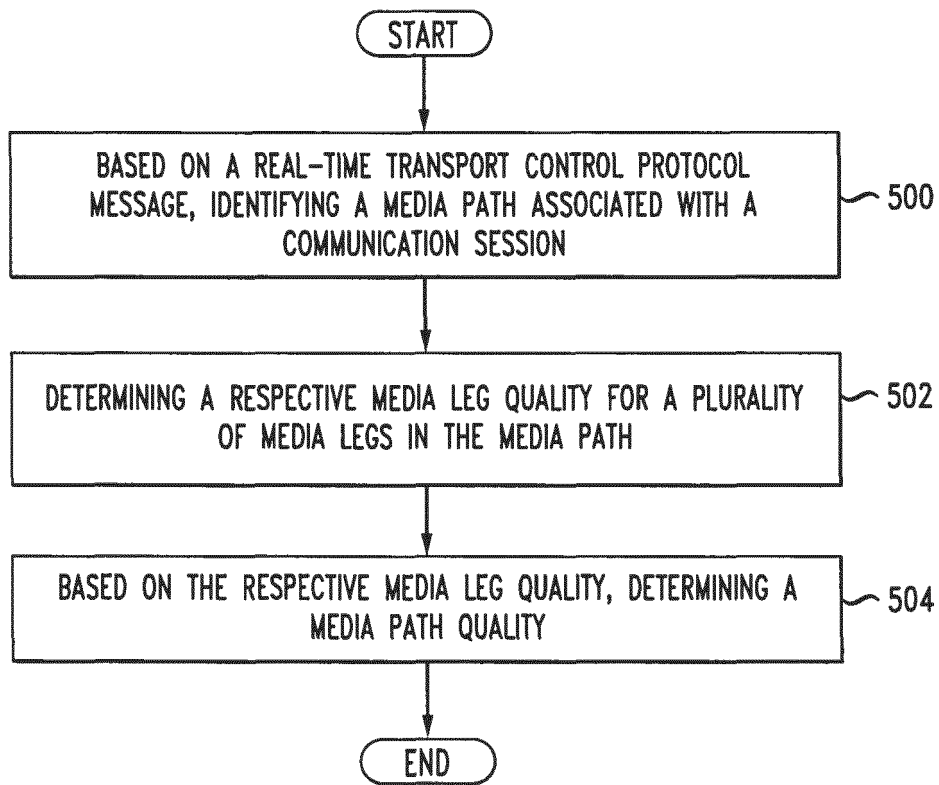 START
BASED ON A REAL-TIME TRANSPORT CONTROL PROTOCOL
MESSAGE, IDENTIFYING A MEDIA PATH ASSOCIATED WITH A
COMMUNICATION SESSION
500
DETERMINING A RESPECTIVE MEDIA LEG QUALITY FOR A PLURALITY
OF MEDIA LEGS IN THE MEDIA PATH
502
BASED ON THE RESPECTIVE MEDIA LEG QUALITY, DETERMINING A
MEDIA PATH QUALITY
504
END